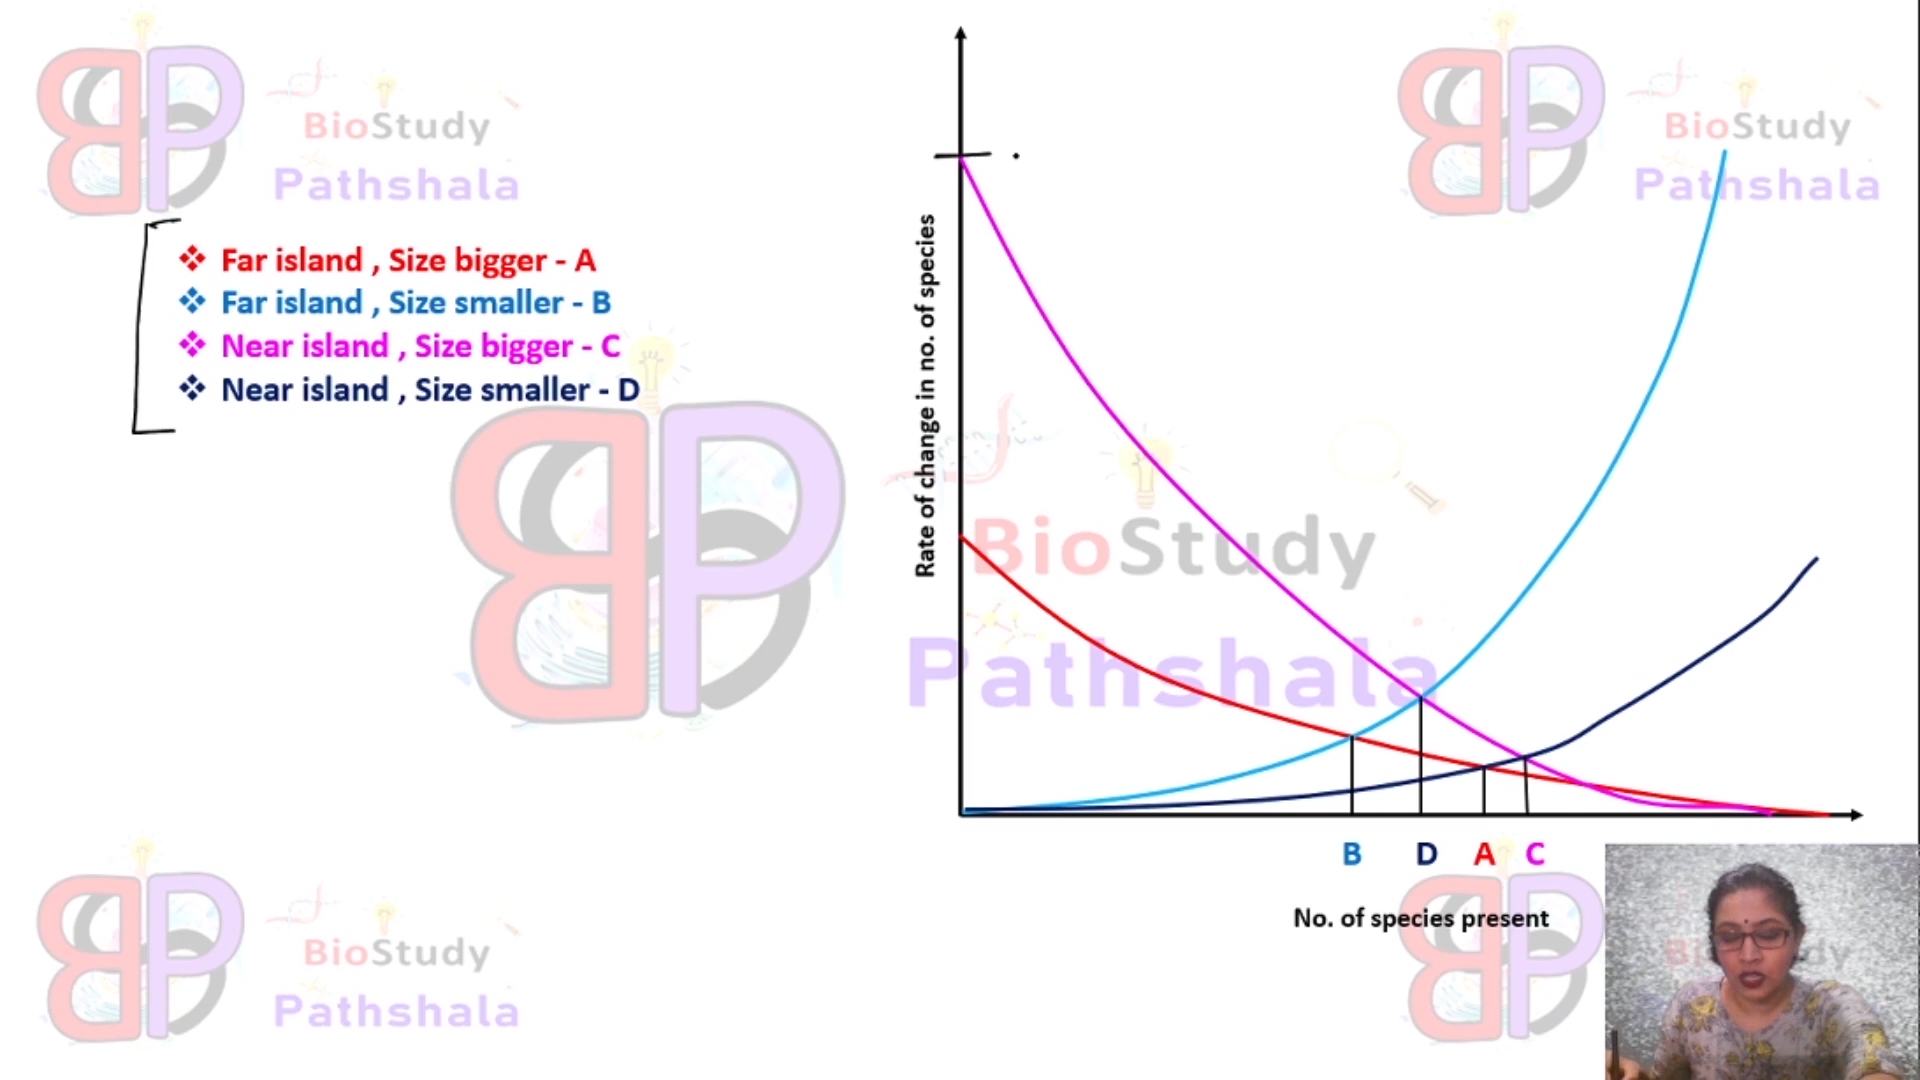 BioStudy
Pathshala
BioStudy
Pathshala
❖ Far island , Size bigger - A
❖ Far island , Size smaller - B
❖ Near island , Size bigger - C
❖ Near island , Size smaller - D
Rate of change in no. of species
BioStudy
Pathshala
B D A C
No. of species present
BioStudy
Pathshala